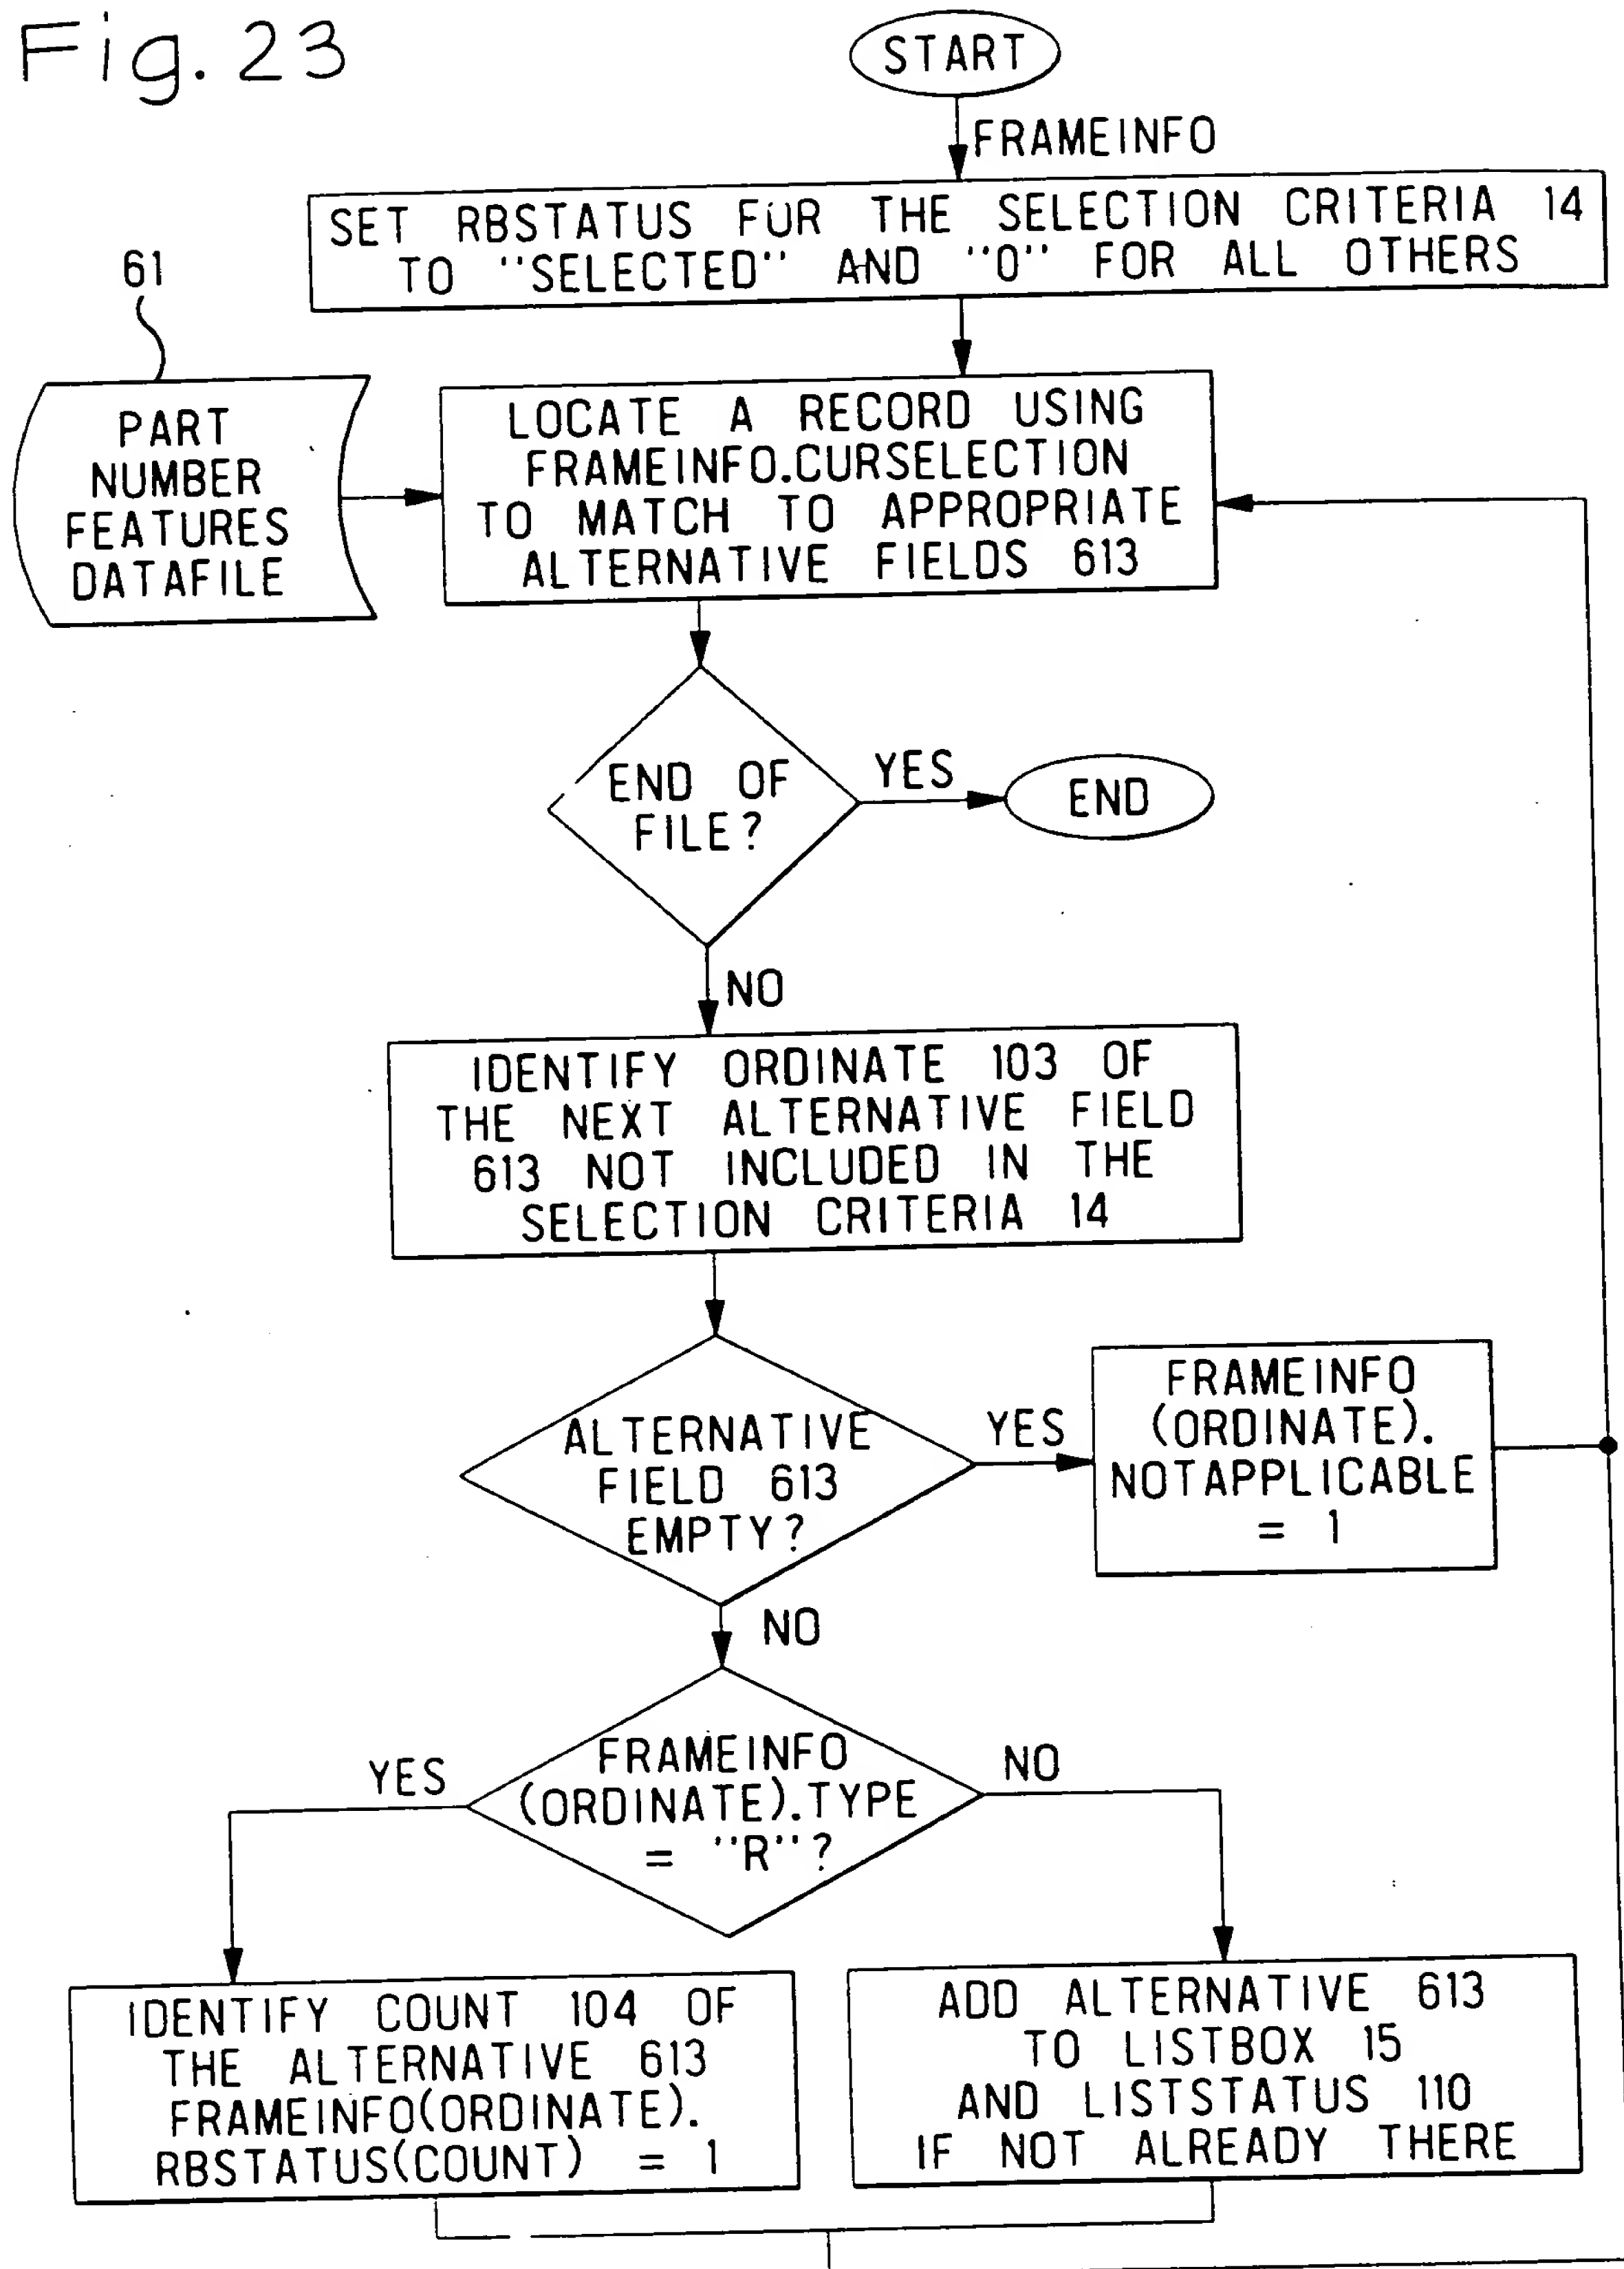 Fig. 23
START
FRAMEINFO
SET RBSTATUS FOR THE SELECTION CRITERIA 14
TO "SELECTED" AND "0" FOR ALL OTHERS
61
PART
NUMBER
FEATURES
DATAFILE
LOCATE A RECORD USING
FRAMEINFO.CURSELECTION
TO MATCH TO APPROPRIATE
ALTERNATIVE FIELDS 613
END OF
FILE?
YES
END
NO
IDENTIFY ORDINATE 103 OF
THE NEXT ALTERNATIVE FIELD
613 NOT INCLUDED IN THE
SELECTION CRITERIA 14
ALTERNATIVE
FIELD 613
EMPTY?
YES
FRAMEINFO
(ORDINATE).
NOTAPPLICABLE
= 1
NO
FRAMEINFO
(ORDINATE).TYPE
= "R"?
YES
NO
IDENTIFY COUNT 104 OF
THE ALTERNATIVE 613
FRAMEINFO(ORDINATE).
RBSTATUS(COUNT) = 1
ADD ALTERNATIVE 613
TO LISTBOX 15
AND LISTSTATUS 110
IF NOT ALREADY THERE